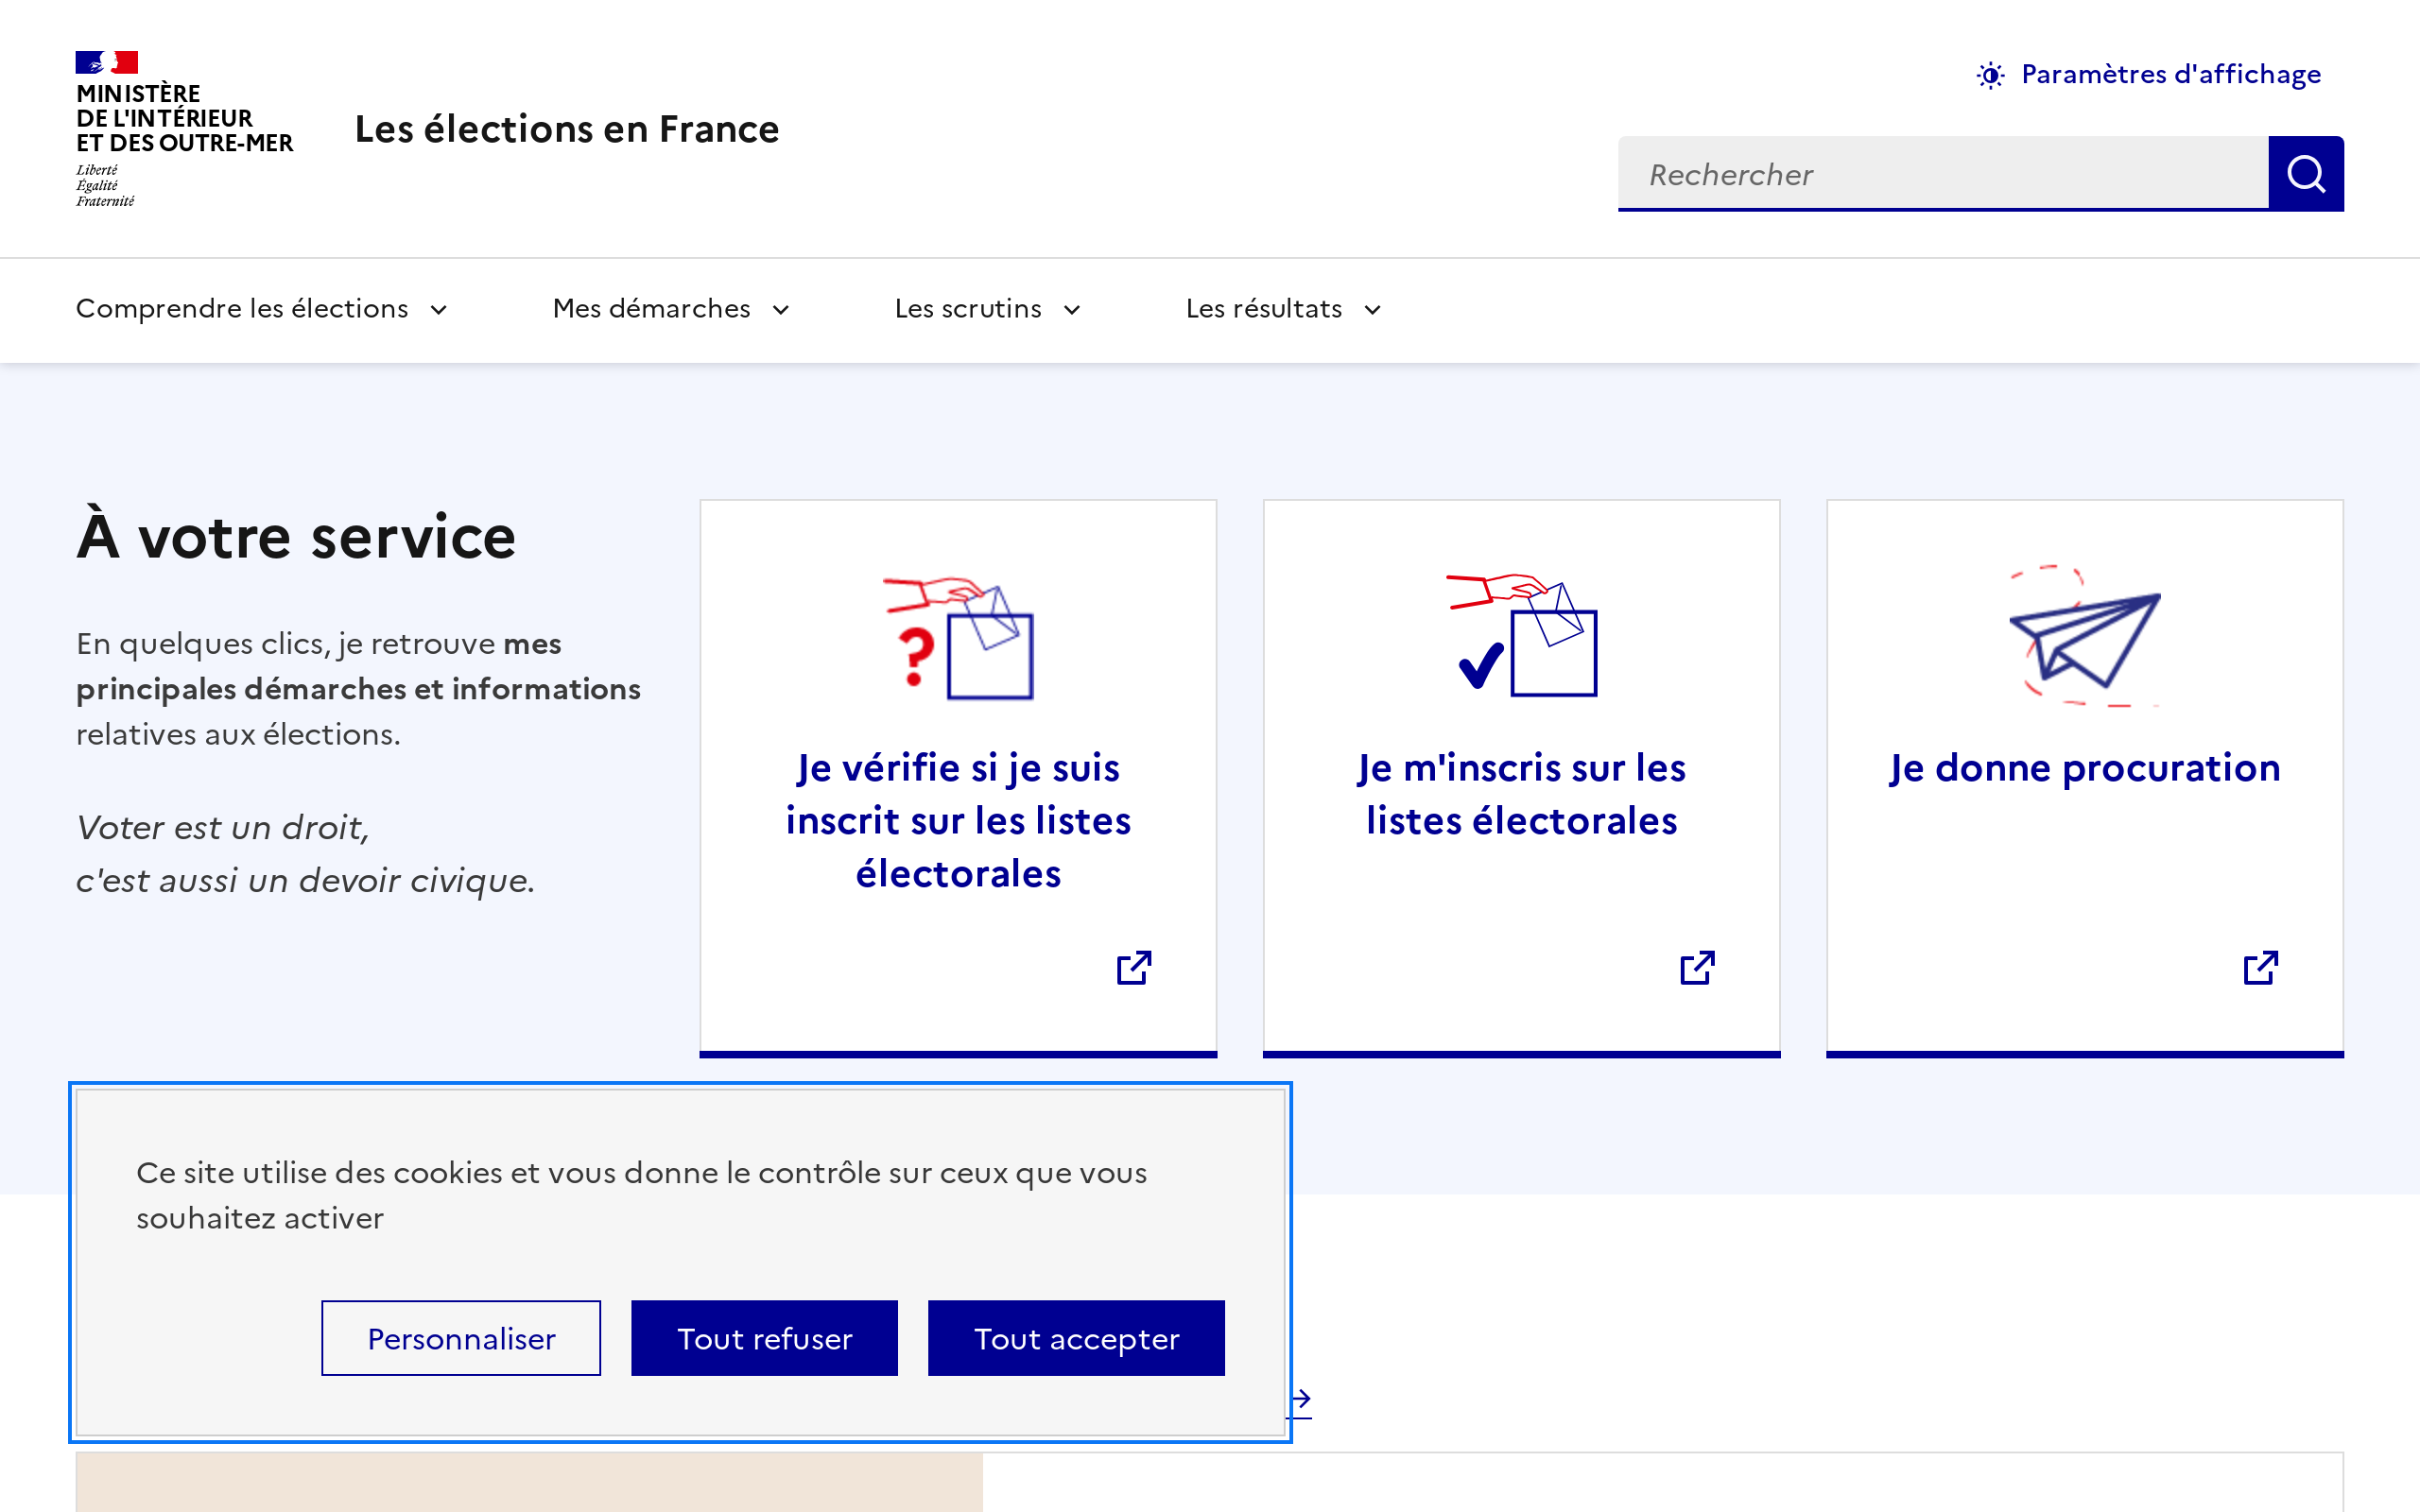 MINISTÈRE
DE L'INTÉRIEUR
ET DES OUTRE-MER
Liberté
Égalité
Fraternité
Les élections en France
Paramètres d'affichage
Rechercher
Comprendre les élections
Mes démarches
Les scrutins
Les résultats
À votre service
En quelques clics, je retrouve mes
principales démarches et informations
relatives aux élections.
Voter est un droit,
c'est aussi un devoir civique.
Je vérifie si je suis
inscrit sur les listes
électorales
Je m'inscris sur les
listes électorales
Je donne procuration
Ce site utilise des cookies et vous donne le contrôle sur ceux que vous
souhaitez activer
Personnaliser
Tout refuser
Tout accepter